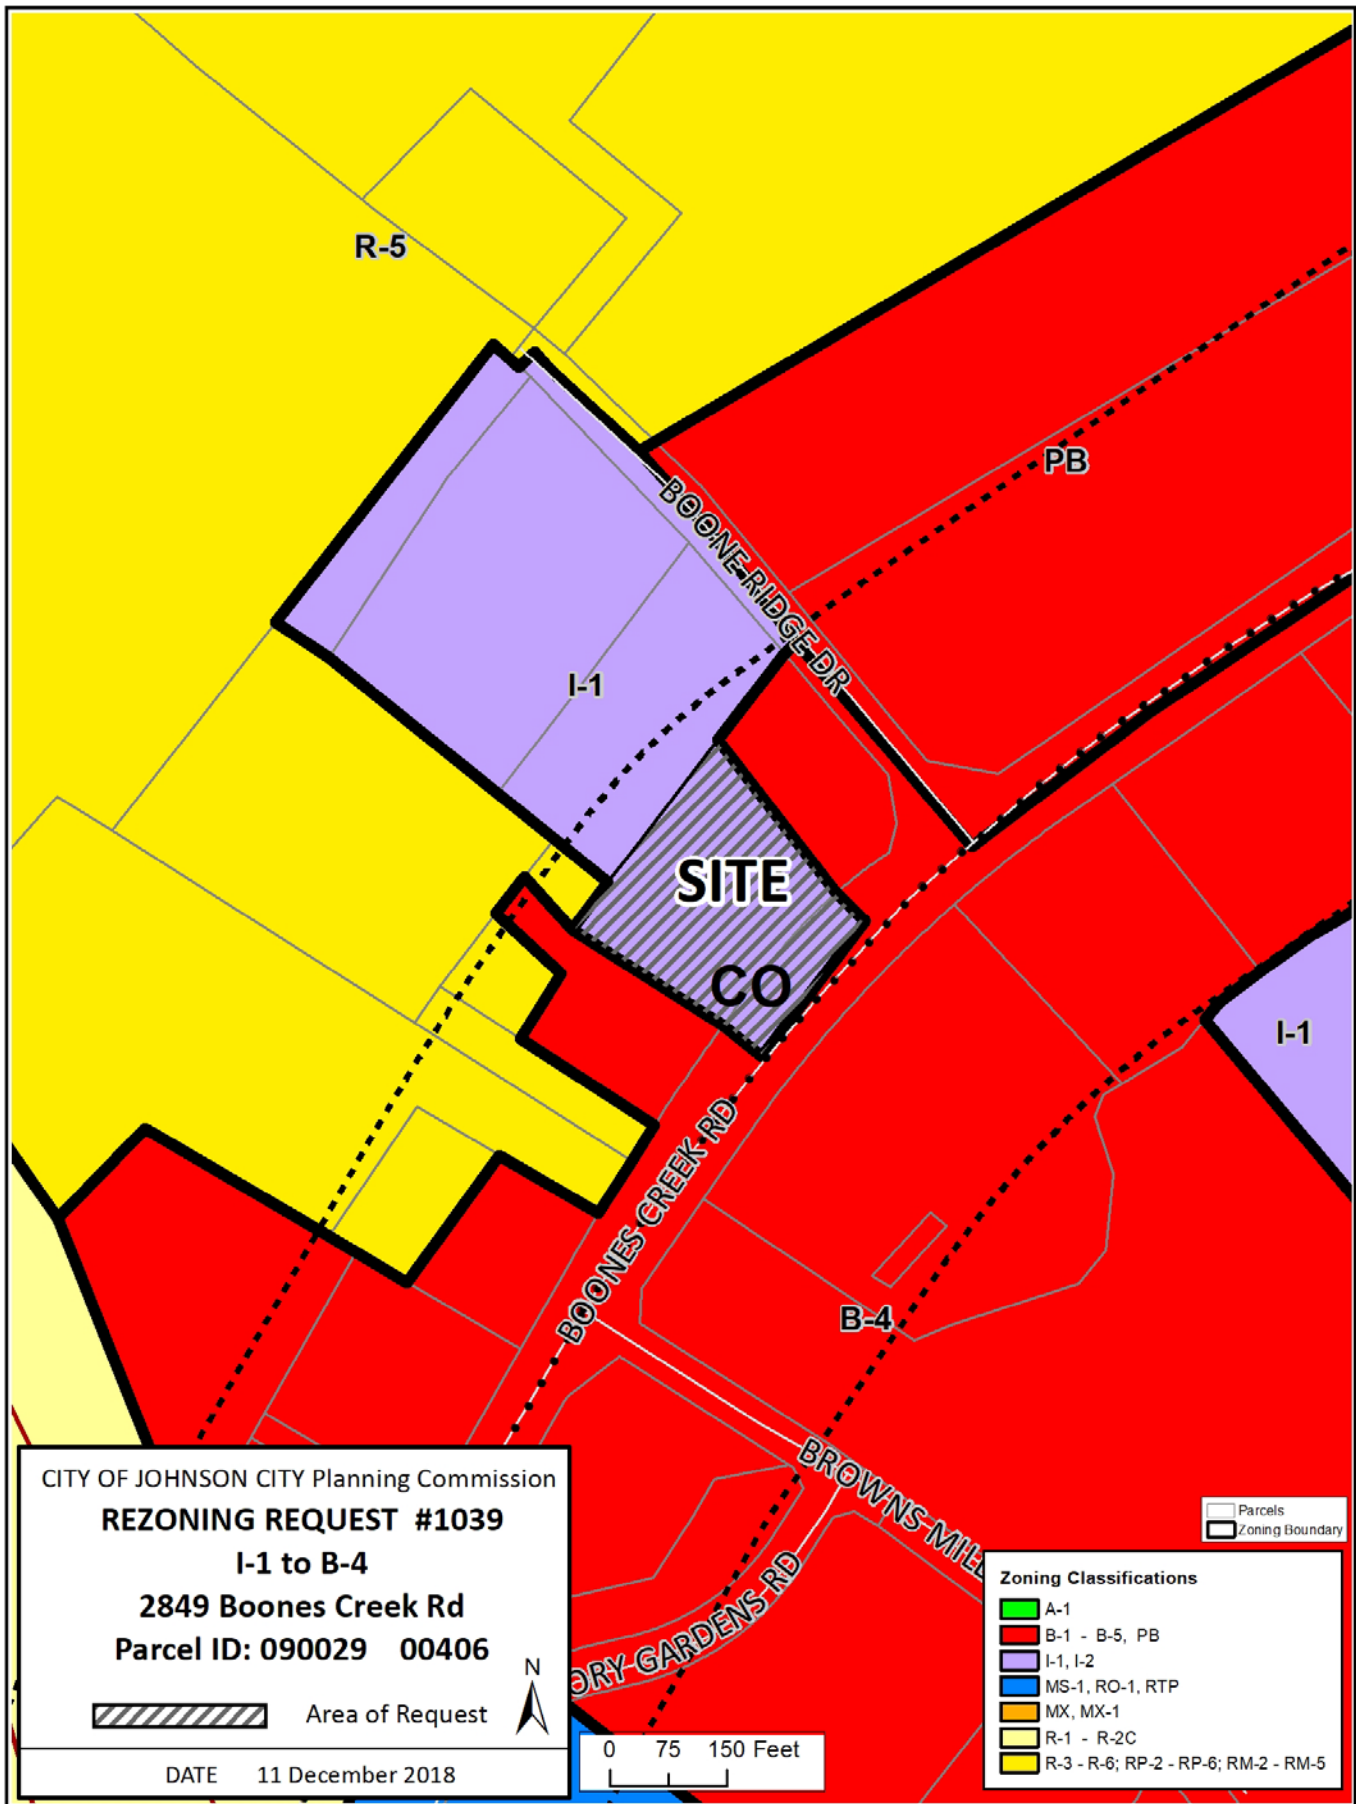 R-5
PB
BOONE RIDGE DR
I-1
SITE
CO
I-1
BOONES CREEK RD
B-4
BROWNS MILL
ORY GARDENS RD
CITY OF JOHNSON CITY Planning Commission
REZONING REQUEST #1039
I-1 to B-4
2849 Boones Creek Rd
Parcel ID: 090029 00406
Area of Request
N
DATE 11 December 2018
0 75 150 Feet
Parcels
Zoning Boundary
Zoning Classifications
A-1
B-1 - B-5, PB
I-1, I-2
MS-1, RO-1, RTP
MX, MX-1
R-1 - R-2C
R-3 - R-6; RP-2 - RP-6; RM-2 - RM-5